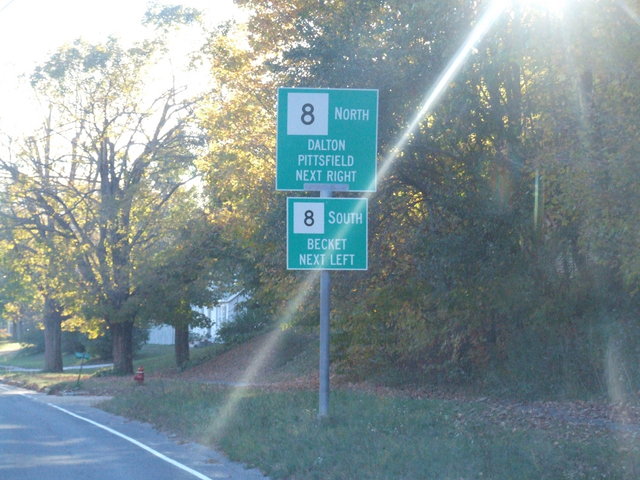 8 NORTH
DALTON
PITTSFIELD
NEXT RIGHT
8 SOUTH
BECKET
NEXT LEFT